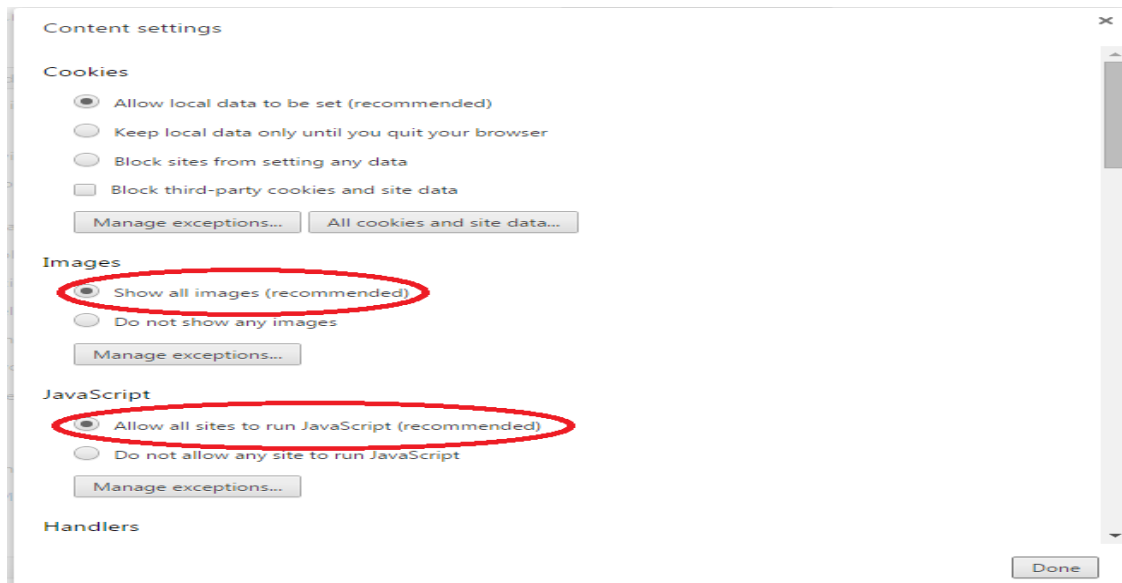 Content settings
Cookies
Allow local data to be set (recommended)
Keep local data only until you quit your browser
Block sites from setting any data
Block third-party cookies and site data
Manage exceptions... All cookies and site data...
Images
Show all images (recommended)
Do not show any images
Manage exceptions...
JavaScript
Allow all sites to run JavaScript (recommended)
Do not allow any site to run JavaScript
Manage exceptions...
Handlers
Done